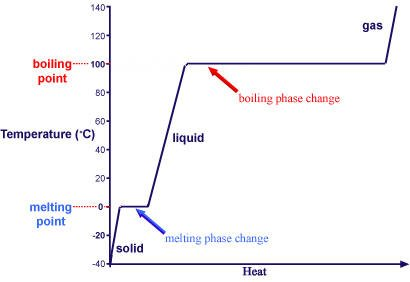 140
gas
120
boiling
point
100
boiling phase change
80
60
Temperature (°C)
liquid
40
20
melting
point
0
melting phase change
-20
solid
-40
Heat